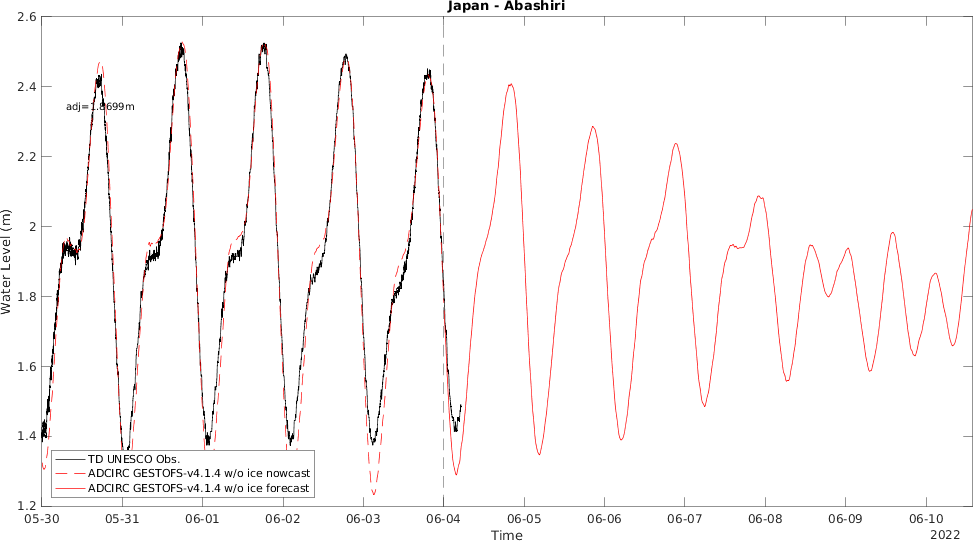 Japan - Abashiri
2.6
2.4
adj=1.8699m
2.2
2
1.8
1.6
1.4
1.2
Water Level (m)
TD UNESCO Obs.
ADCIRC GESTOFS-v4.1.4 w/o ice nowcast
ADCIRC GESTOFS-v4.1.4 w/o ice forecast
05-30 05-31 06-01 06-02 06-03 06-04 06-05 06-06 06-07 06-08 06-09 06-10
Time
2022